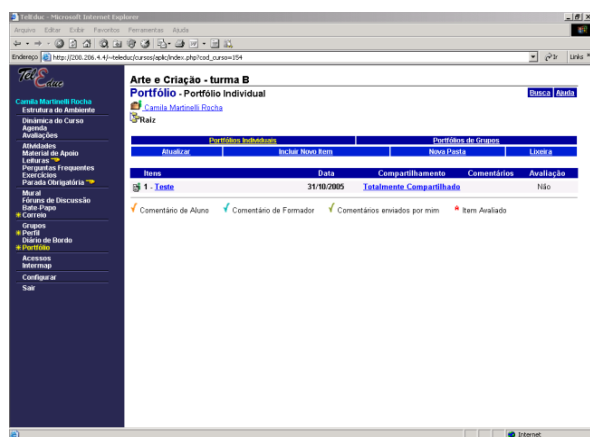 TelEduc - Microsoft Internet Explorer
Arquivo Editar Exibir Favoritos Ferramentas Ajuda
Endereço http://200.206.4.4/~teleduc/cursos/aplic/index.php?cod_curso=154 Ir Links
TelEduc
Camila Martinelli Rocha
Estrutura do Ambiente
Dinâmica do Curso
Agenda
Avaliações
Atividades
Material de Apoio
Leituras
Perguntas Frequentes
Exercícios
Parada Obrigatória
Mural
Fóruns de Discussão
Bate-Papo
Correio
Grupos
Perfil
Diário de Bordo
Portfólio
Acessos
Intermap
Configurar
Sair
Arte e Criação - turma B
Portfólio - Portfólio Individual
Busca Ajuda
Camila Martinelli Rocha
Raiz
Portfólios Individuais Portfólios de Grupos
Atualizar Incluir Novo Item Nova Pasta Lixeira
Itens Data Compartilhamento Comentários Avaliação
1 - Teste 31/10/2005 Totalmente Compartilhado Não
Comentário de Aluno Comentário de Formador Comentários enviados por mim Item Avaliado
Internet